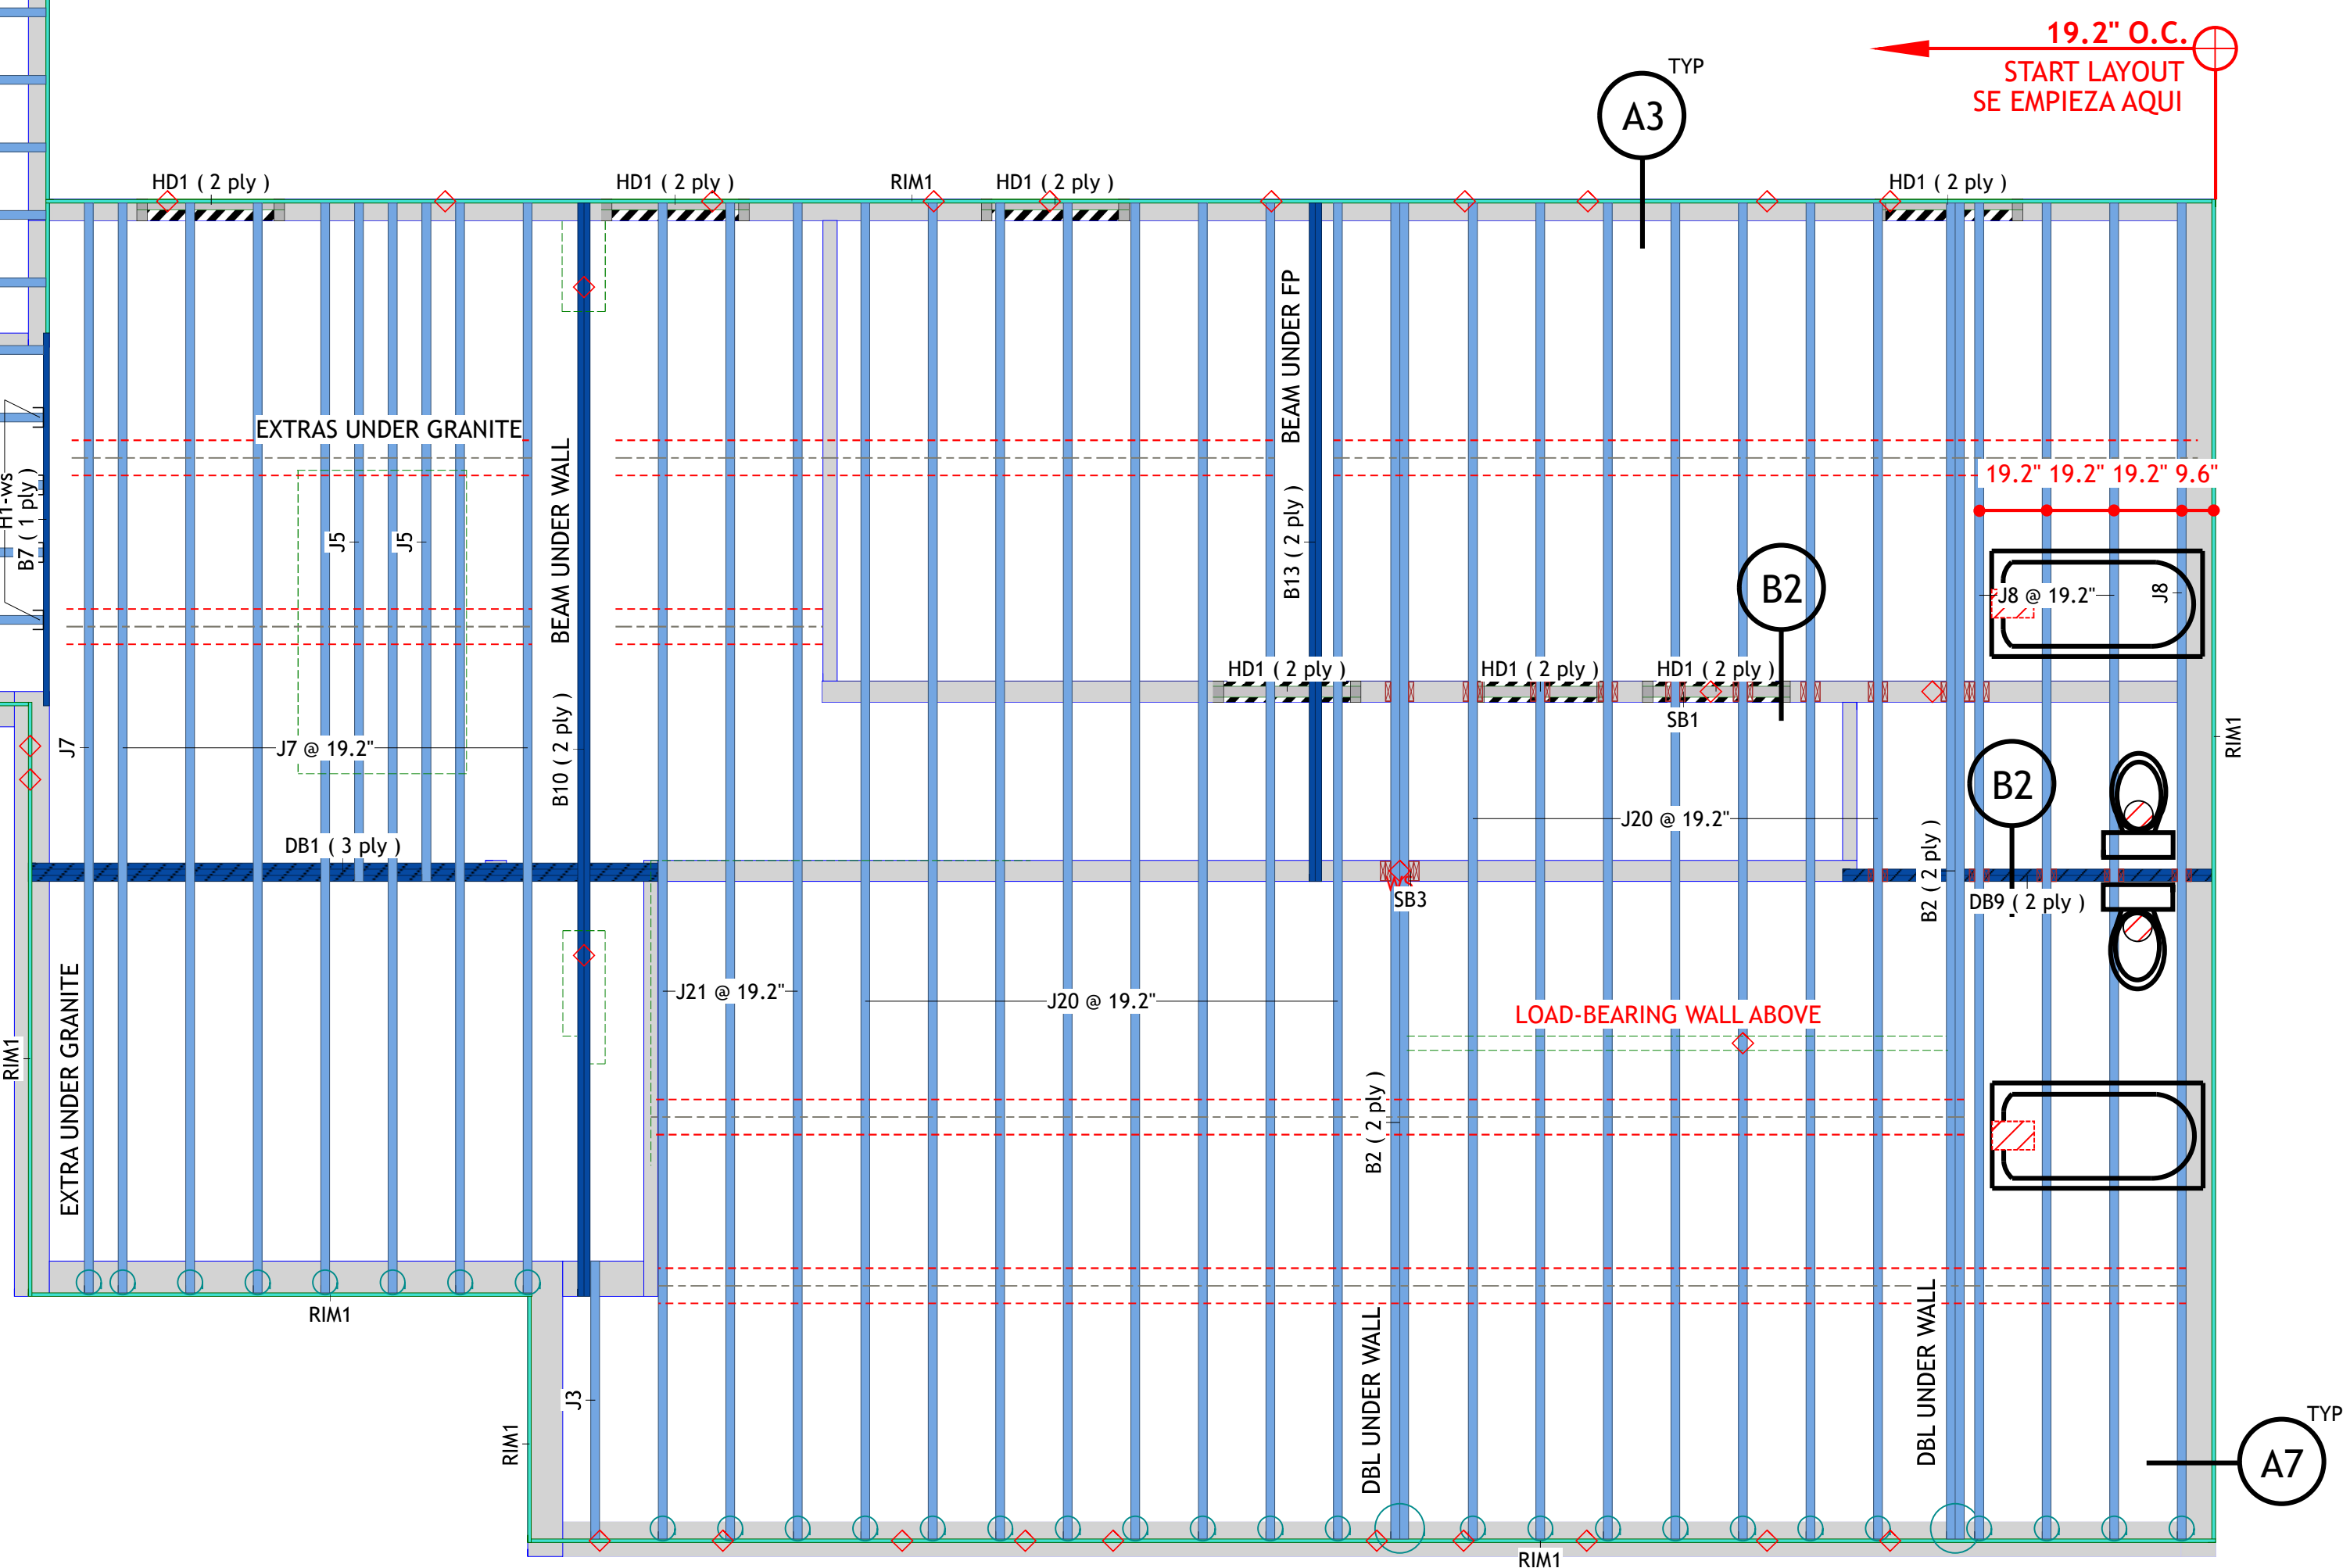 19.2" O.C.
START LAYOUT
SE EMPIEZA AQUI
TYP
A3
HD1 ( 2 ply )
HD1 ( 2 ply )
RIM1
HD1 ( 2 ply )
HD1 ( 2 ply )
BEAM UNDER FP
EXTRAS UNDER GRANITE
BEAM UNDER WALL
19.2" 19.2" 19.2" 9.6"
H1-ws
B7 ( 1 ply )
J5
J5
B13 ( 2 ply )
B2
J8 @ 19.2"
J8
HD1 ( 2 ply )
HD1 ( 2 ply )
HD1 ( 2 ply )
SB1
J7
J7 @ 19.2"
B10 ( 2 ply )
RIM1
B2
J20 @ 19.2"
DB1 ( 3 ply )
B2 ( 2 ply )
SB3
DB9 ( 2 ply )
EXTRA UNDER GRANITE
J21 @ 19.2"
J20 @ 19.2"
LOAD-BEARING WALL ABOVE
RIM1
B2 ( 2 ply )
RIM1
DBL UNDER WALL
DBL UNDER WALL
J3
RIM1
TYP
A7
RIM1